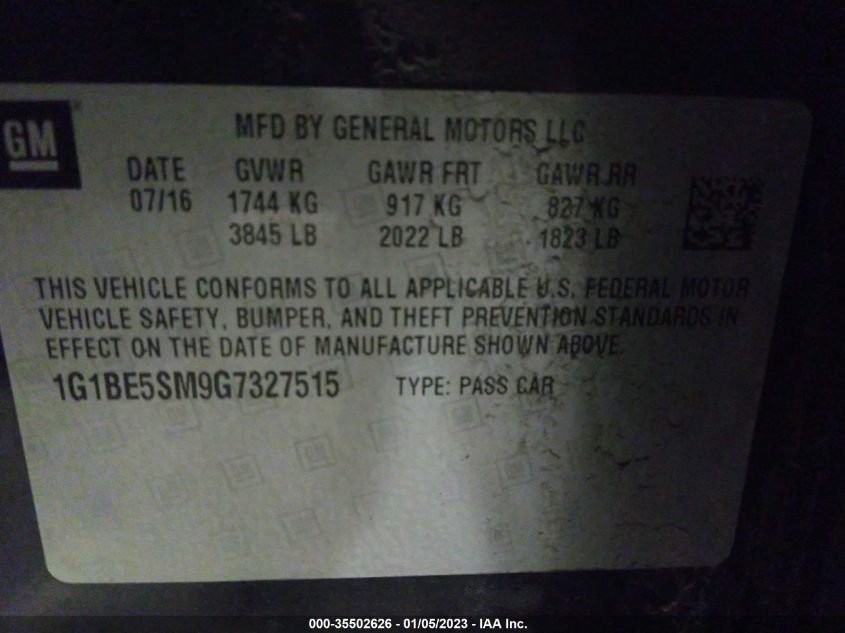 GM
MFD BY GENERAL MOTORS LLC
DATE GVWR GAWR FRT GAWR RR
07/16 1744 KG 917 KG 827 KG
3845 LB 2022 LB 1823 LB
THIS VEHICLE CONFORMS TO ALL APPLICABLE U.S. FEDERAL MOTOR
VEHICLE SAFETY, BUMPER, AND THEFT PREVENTION STANDARDS IN
EFFECT ON THE DATE OF MANUFACTURE SHOWN ABOVE.
1G1BE5SM9G7327515 TYPE: PASS CAR
000-35502626 - 01/05/2023 - IAA Inc.